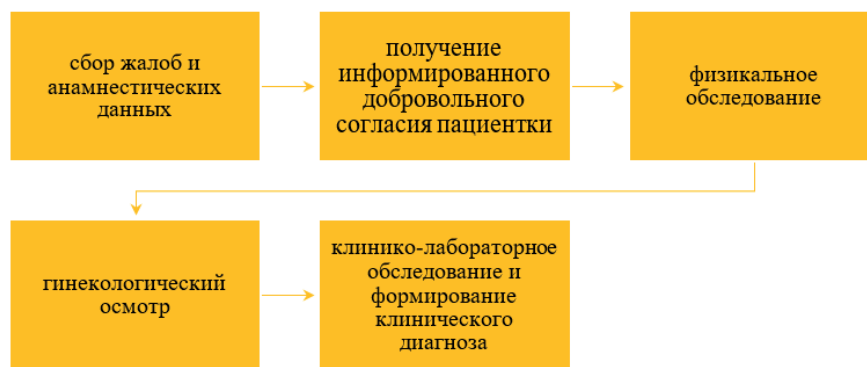 сбор жалоб и
анамнестических
данных
получение
информированного
добровольного
согласия пациентки
физикальное
обследование
гинекологический
осмотр
клинико-лабораторное
обследование и
формирование
клинического
диагноза